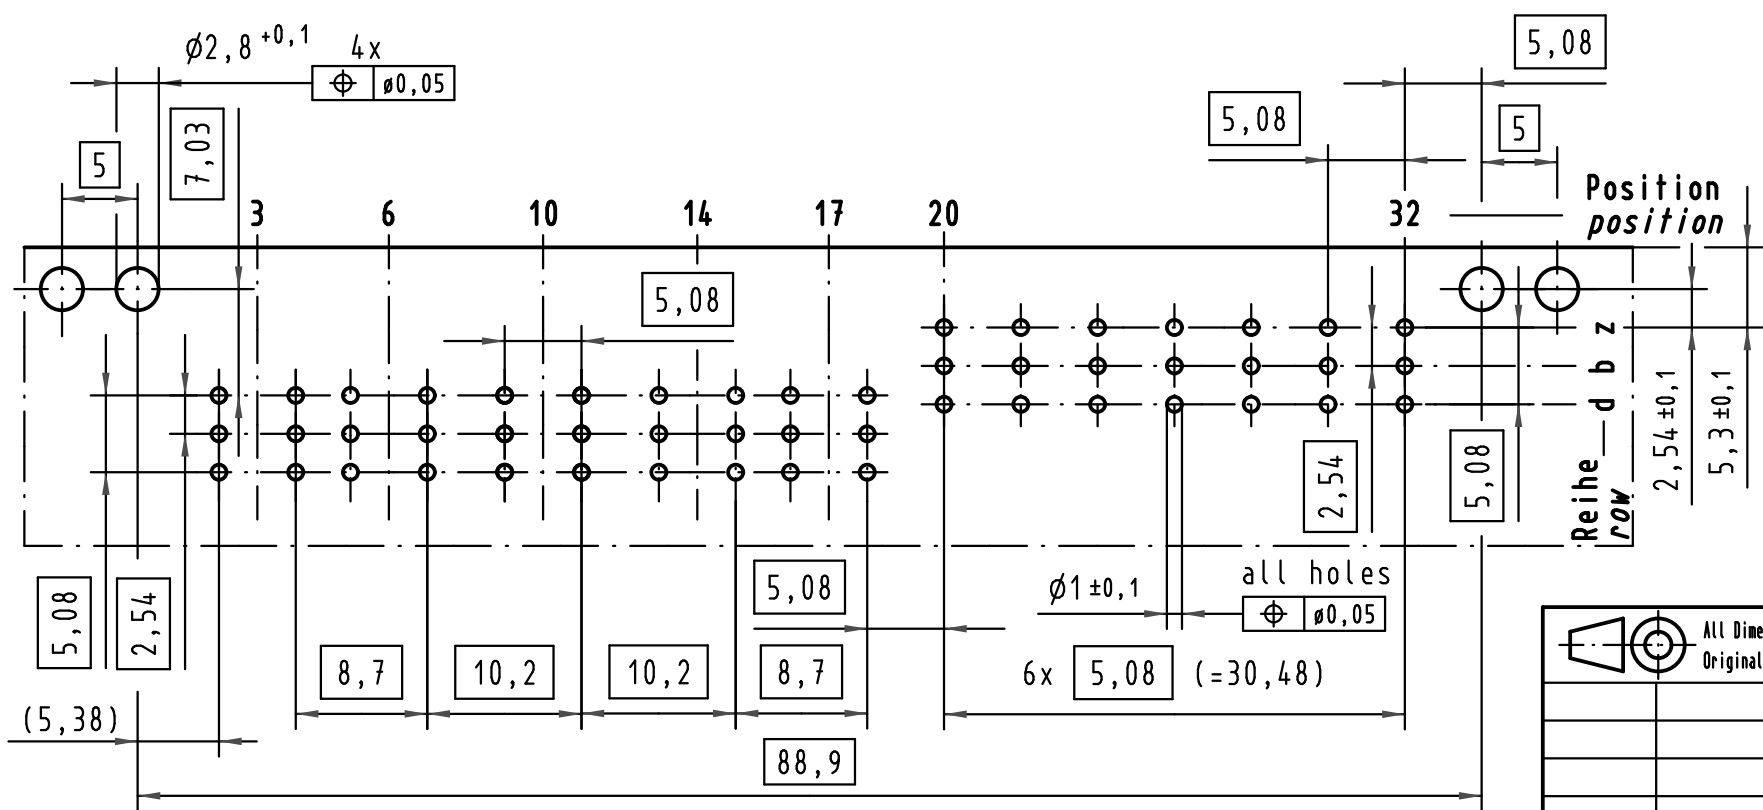 ⌀2,8 +0,1 4x
⌖ ⌀0,05
5,08
5,08
5
5
7,03
3 6 10 14 17 20 32
Position
position
5,08
z
b
d
Reihe
row
2,54 ±0,1
5,3 ±0,1
2,54
5,08
5,08
2,54
5,08
⌀1 ±0,1 all holes
⌖ ⌀0,05
8,7 10,2 10,2 8,7
6x 5,08 (=30,48)
(5,38)
88,9
All Dime
Original